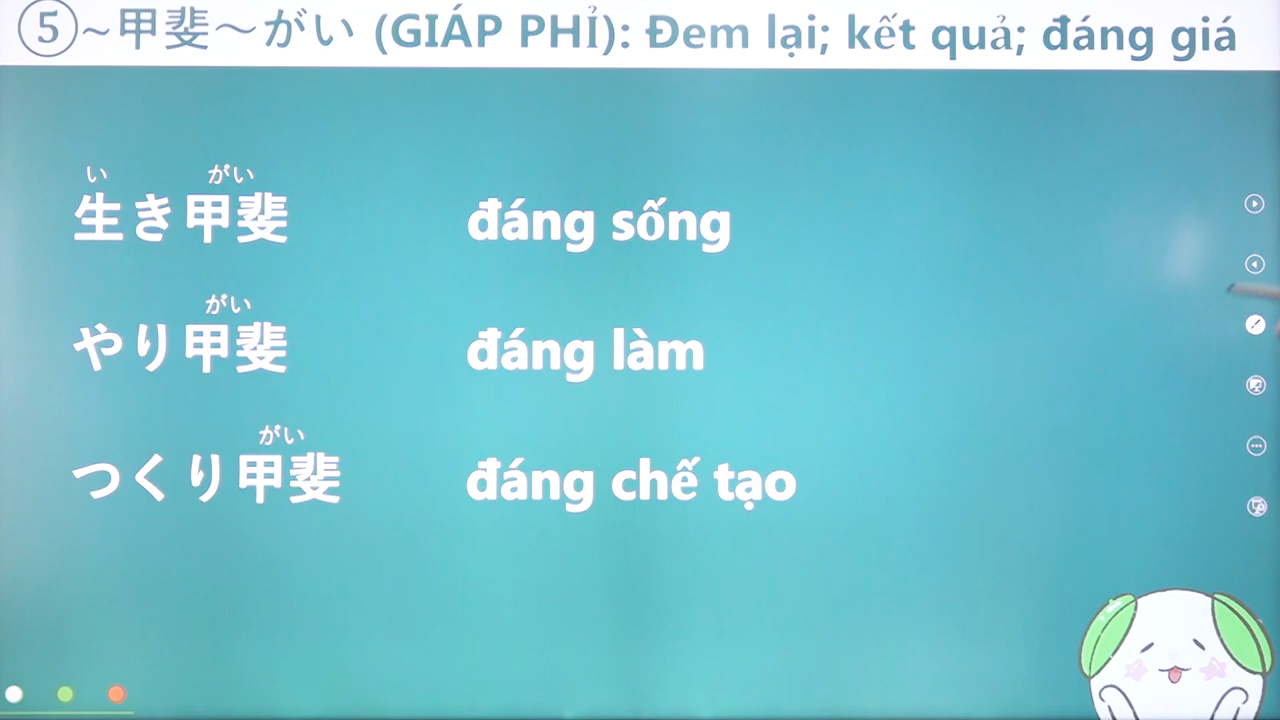 ⑤~甲斐～がい (GIÁP PHỈ): Đem lại; kết quả; đáng giá
い がい
生き甲斐 đáng sống
がい
やり甲斐 đáng làm
がい
つくり甲斐 đáng chế tạo